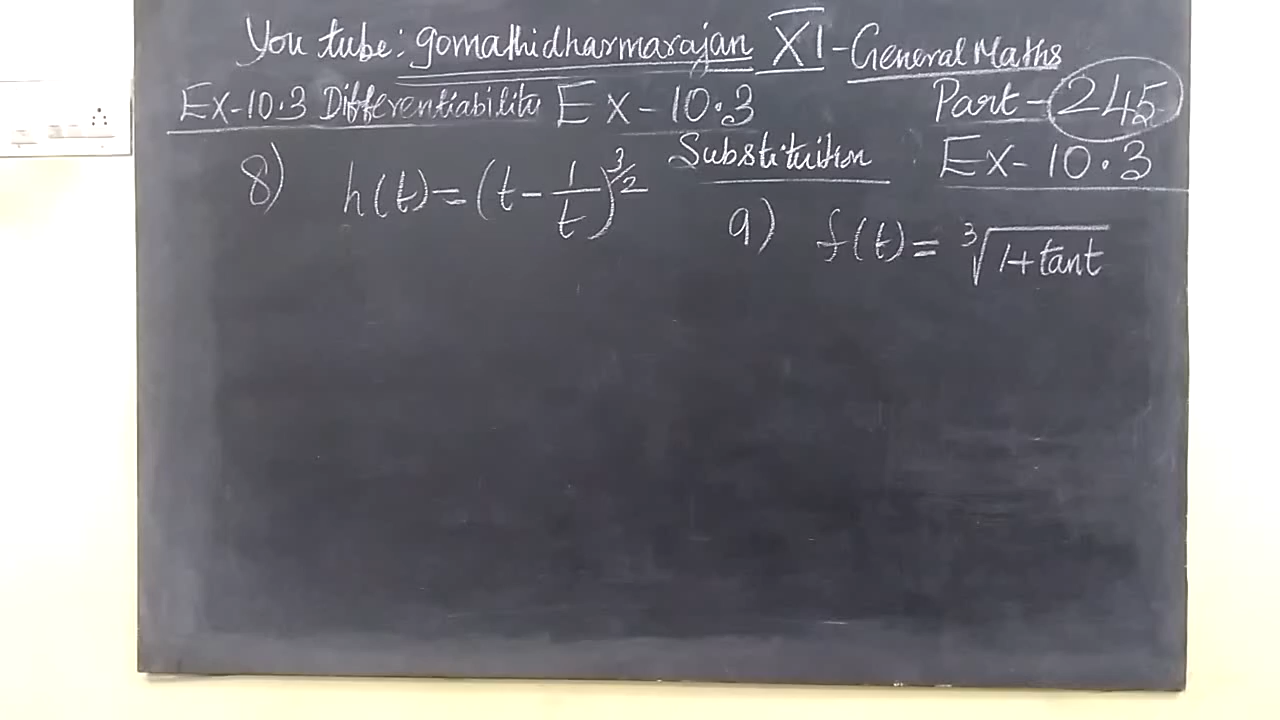 You tube: gomathidharmarajan XI - General Maths
Ex-10.3 Differentiability Ex-10.3 Part-245
Substituition Ex-10.3
8) h(t) = (t - 1/t)^3/2
9) f(t) = ∛(1+tant)